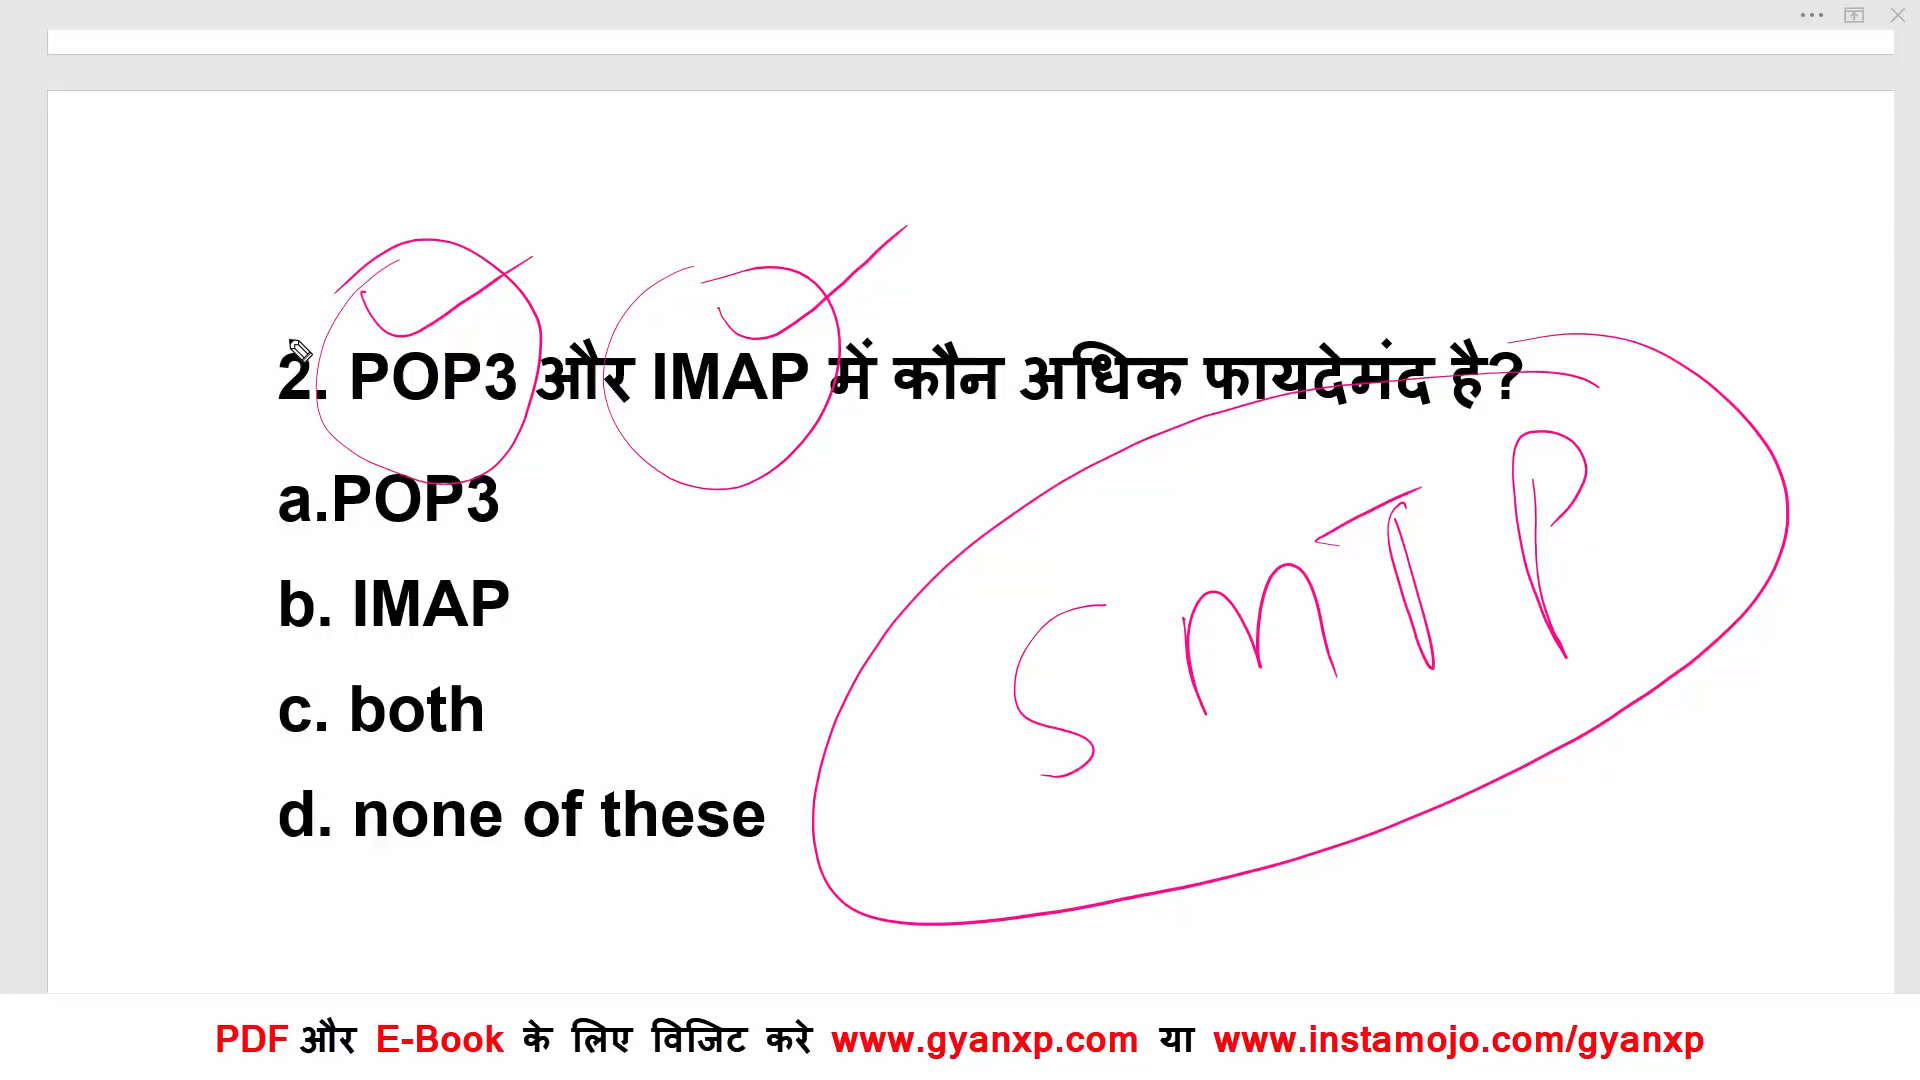 2. POP3 और IMAP में कौन अधिक फायदेमंद है?
a.POP3
b. IMAP
c. both
d. none of these
SMTP
PDF और E-Book के लिए विजिट करे www.gyanxp.com या www.instamojo.com/gyanxp